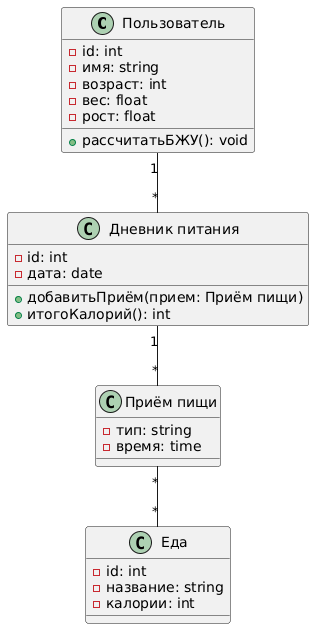 C Пользователь
id: int
имя: string
возраст: int
вес: float
рост: float
рассчитатьБЖУ(): void
1
*
C Дневник питания
id: int
дата: date
добавитьПриём(прием: Приём пищи)
итогоКалорий(): int
1
*
C Приём пищи
тип: string
время: time
*
*
C Еда
id: int
название: string
калории: int